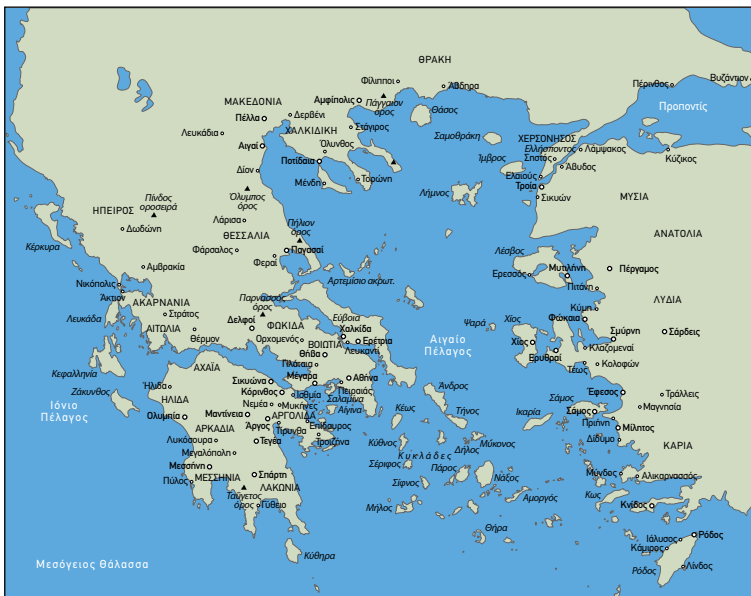 ΘΡΑΚΗ
Φίλιπποι
Άβδηρα
Πέρινθος
Βυζάντιον
ΜΑΚΕΔΟΝΙΑ
Αμφίπολις
Πάγγαιον
όρος
Θάσος
Προποντίς
Πέλλα
Δερβένι
ΧΑΛΚΙΔΙΚΗ
Στάγιρος
Σαμοθράκη
ΧΕΡΣΟΝΗΣΟΣ
Λευκάδια
Αιγαί
Όλυνθος
Ποτίδαια
Ίμβρος
Ελλήσποντος
Σηστός
Λάμψακος
Κύζικος
Άβυδος
Δίον
Μένδη
Τορώνη
Ελαιούς
Τροία
Λήμνος
Σικυών
ΜΥΣΙΑ
Όλυμπος
όρος
Πίνδος
οροσειρά
ΗΠΕΙΡΟΣ
Δωδώνη
Λάρισα
Πήλιον
όρος
ΘΕΣΣΑΛΙΑ
ΑΝΑΤΟΛΙΑ
Κέρκυρα
Φάρσαλος
Παγασαί
Φεραί
Λέσβος
Μυτιλήνη
Ερεσσός
Πέργαμος
Αμβρακία
Αρτεμίσιο ακρωτ.
Πιτάνη
Νικόπολις
Άκτιον
ΑΚΑΡΝΑΝΙΑ
Παρνασσός
όρος
Λευκάδα
Στράτος
ΑΙΤΩΛΙΑ
Θέρμον
Δελφοί
ΦΩΚΙΔΑ
Εύβοια
Χαλκίδα
Ψαρά
Χίος
Κύμη
Φώκαια
ΛΥΔΙΑ
Ορχομενός
ΒΟΙΩΤΙΑ
Ερέτρια
Λευκαντί
Αιγαίο
Πέλαγος
Χίος
Ερυθραί
Σμύρνη
Σάρδεις
Κλαζομεναί
Θήβα
Πλάταια
Κεφαλληνία
ΑΧΑΪΑ
Μέγαρα
Αθήνα
Τέως
Κολοφών
Ζάκυνθος
Ήλιδα
Σικυώνα
Κόρινθος
Ισθμία
Πειραιάς
Σαλαμίνα
Άνδρος
Σάμος
Έφεσος
Τράλλεις
Ιόνιο
Πέλαγος
ΗΛΙΔΑ
Νεμέα
Μυκήνες
Αίγινα
Κέως
Τήνος
Ικαρία
Σάμος
Μαγνησία
Ολυμπία
Μαντίνεια
ΑΡΓΟΛΙΔΑ
Πριήνη
ΑΡΚΑΔΙΑ
Άργος
Τίρυνθα
Επίδαυρος
Μίλητος
Λυκόσουρα
Τεγέα
Τροιζήνα
Κύθνος
Δήλος
Μύκονος
Δίδυμο
ΚΑΡΙΑ
Μεγαλόπολη
Κυκλάδες
Μεσσήνη
Σέριφος
Πάρος
Νάξος
Μύνδος
Αλικαρνασσός
ΜΕΣΣΗΝΙΑ
Σπάρτη
Πύλος
Σίφνος
Αμοργός
Κως
ΛΑΚΩΝΙΑ
Ταΰγετος
όρος
Γύθειο
Μήλος
Κνίδος
Θήρα
Κύθηρα
Ιάλυσος
Ρόδος
Κάμιρος
Μεσόγειος Θάλασσα
Ρόδος
Λίνδος